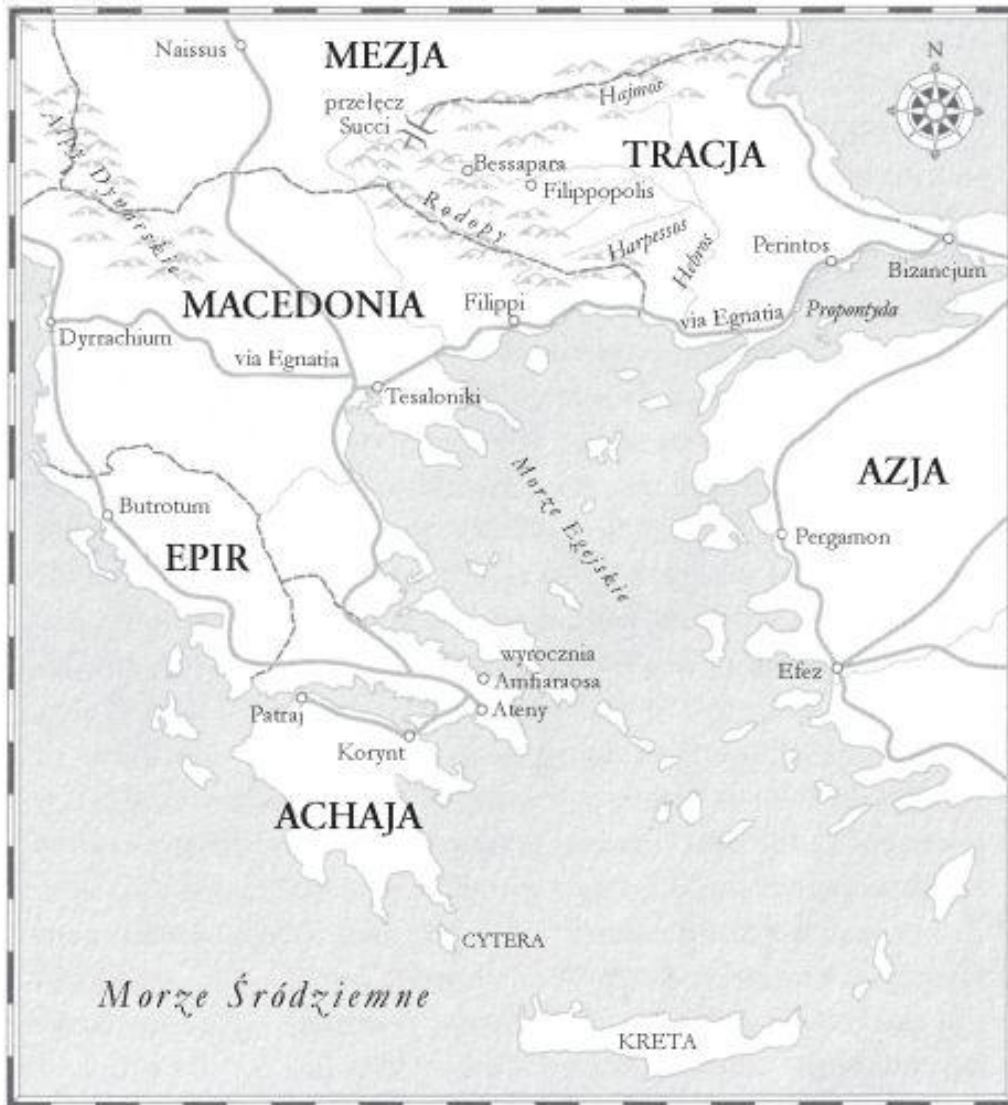 Naissus
MEZJA
N
przełęcz
Succi
Hajmos
Alpy Dynarskie
TRACJA
Bessapara
Filippopolis
Rodopy
Harpessos
Hebros
Perintos
Bizancjum
MACEDONIA
Filippi
via Egnatia
Propontyda
Dyrrachium
via Egnatia
Tesaloniki
Morze Egejskie
AZJA
Butrotum
Pergamon
EPIR
wyrocznia
Amfiaraosa
Efez
Patraj
Ateny
Korynt
ACHAJA
CYTERA
Morze Śródziemne
KRETA